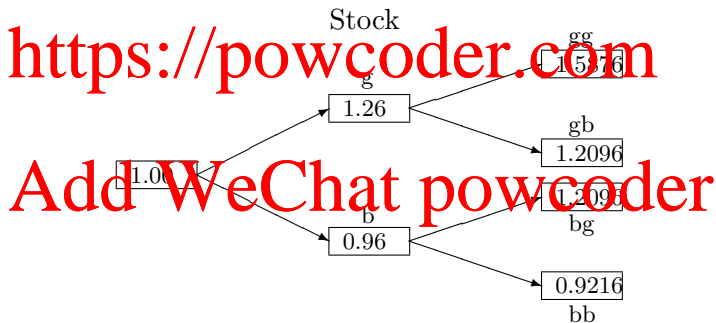 Stock
gg
https://powcoder.com
1.5876
g
1.26
gb
1.2096
1.00
Add WeChat powcoder
1.2096
b
bg
0.96
0.9216
bb